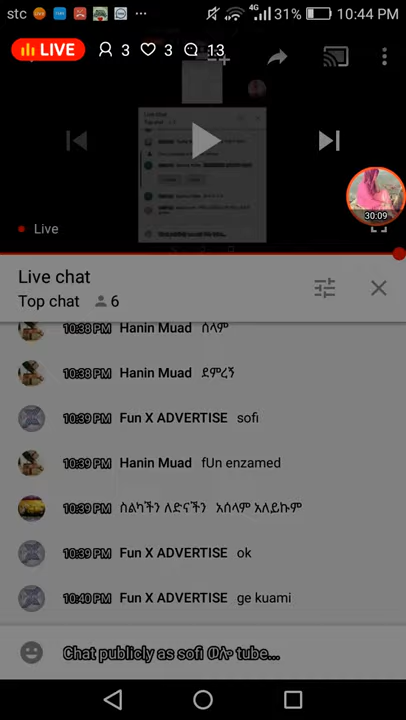 stc 4G 31% 10:44 PM
LIVE 3 3 13
Live
30:09
Live chat
Top chat 6
10:38 PM Hanin Muad ሰላም
10:38 PM Hanin Muad ደምረኝ
10:39 PM Fun X ADVERTISE sofi
10:39 PM Hanin Muad fUn enzamed
10:39 PM ስልካችን ለድናችን አሰላም አለይኩም
10:39 PM Fun X ADVERTISE ok
10:40 PM Fun X ADVERTISE ge kuami
Chat publicly as sofi ወሎ tube...